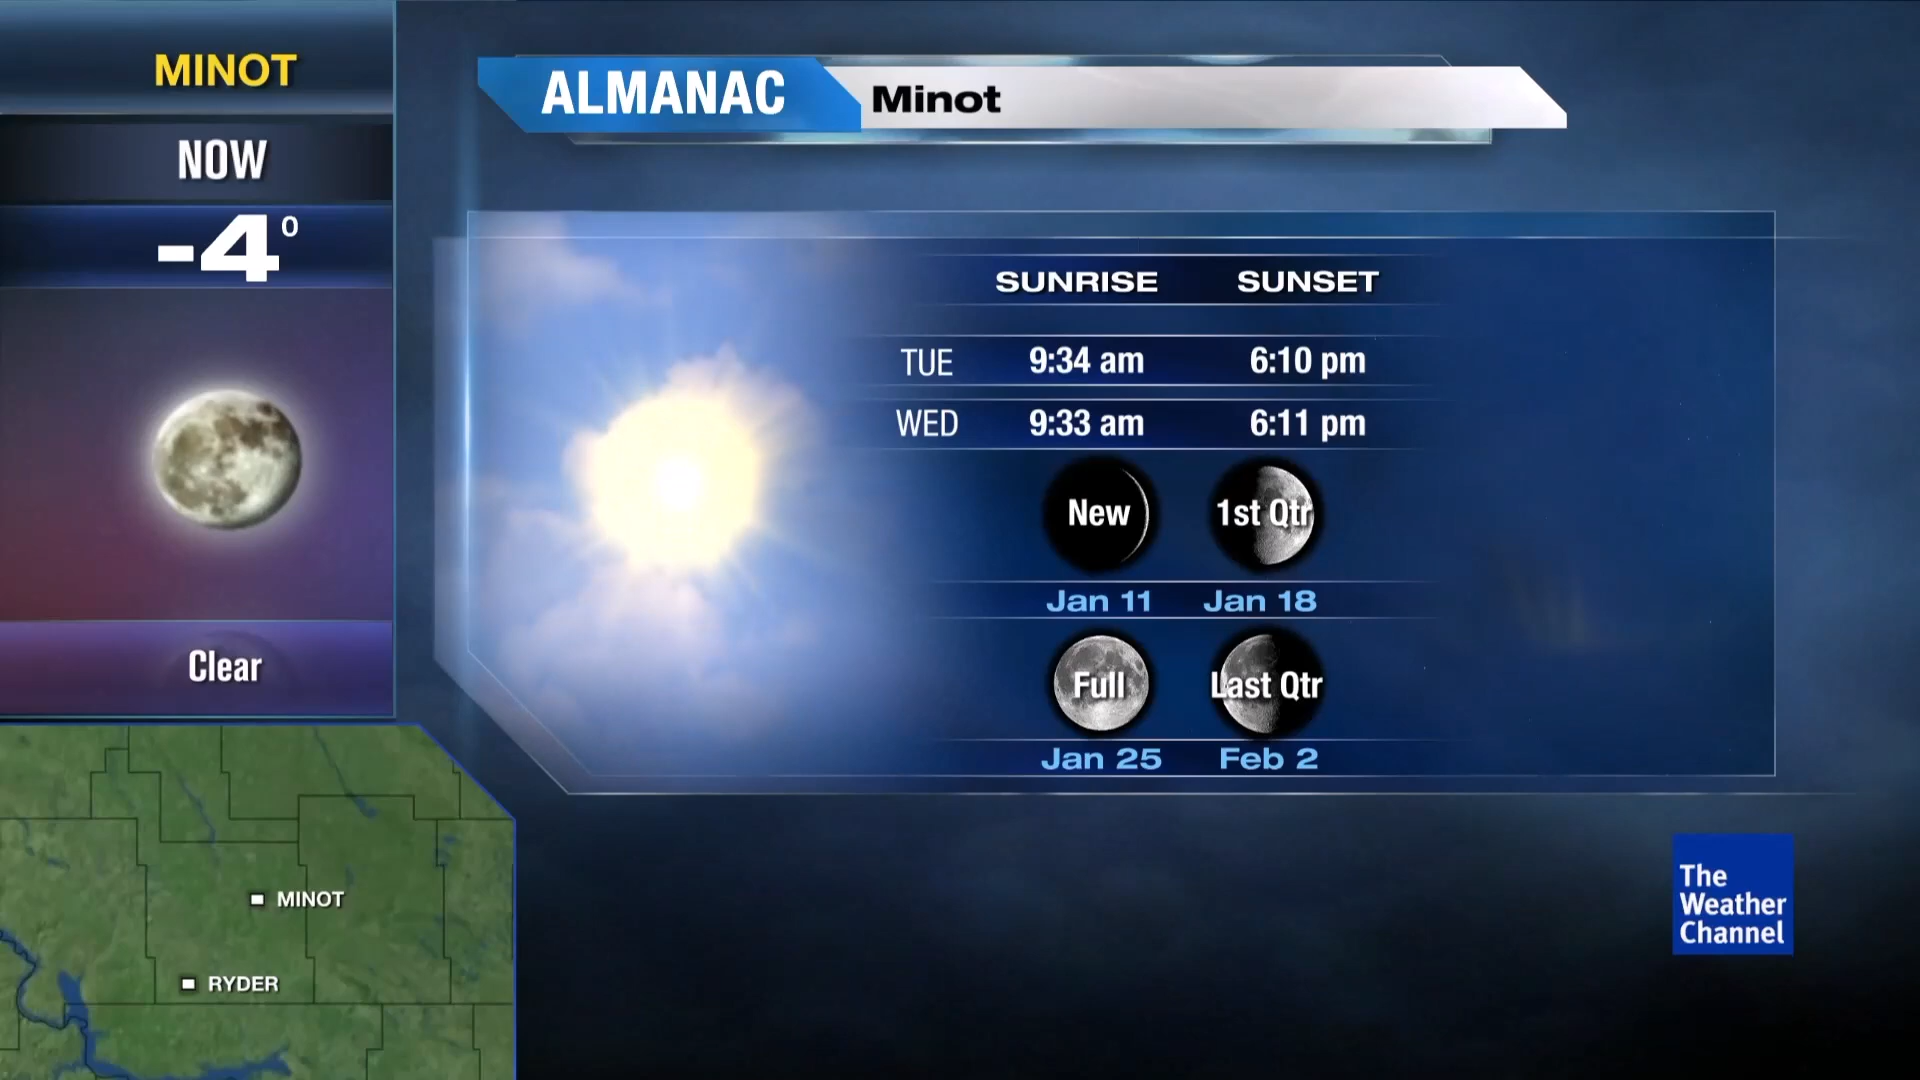 MINOT
NOW
-4°
Clear
ALMANAC Minot
SUNRISE SUNSET
TUE 9:34 am 6:10 pm
WED 9:33 am 6:11 pm
New 1st Qtr
Jan 11 Jan 18
Full Last Qtr
Jan 25 Feb 2
MINOT
RYDER
The
Weather
Channel